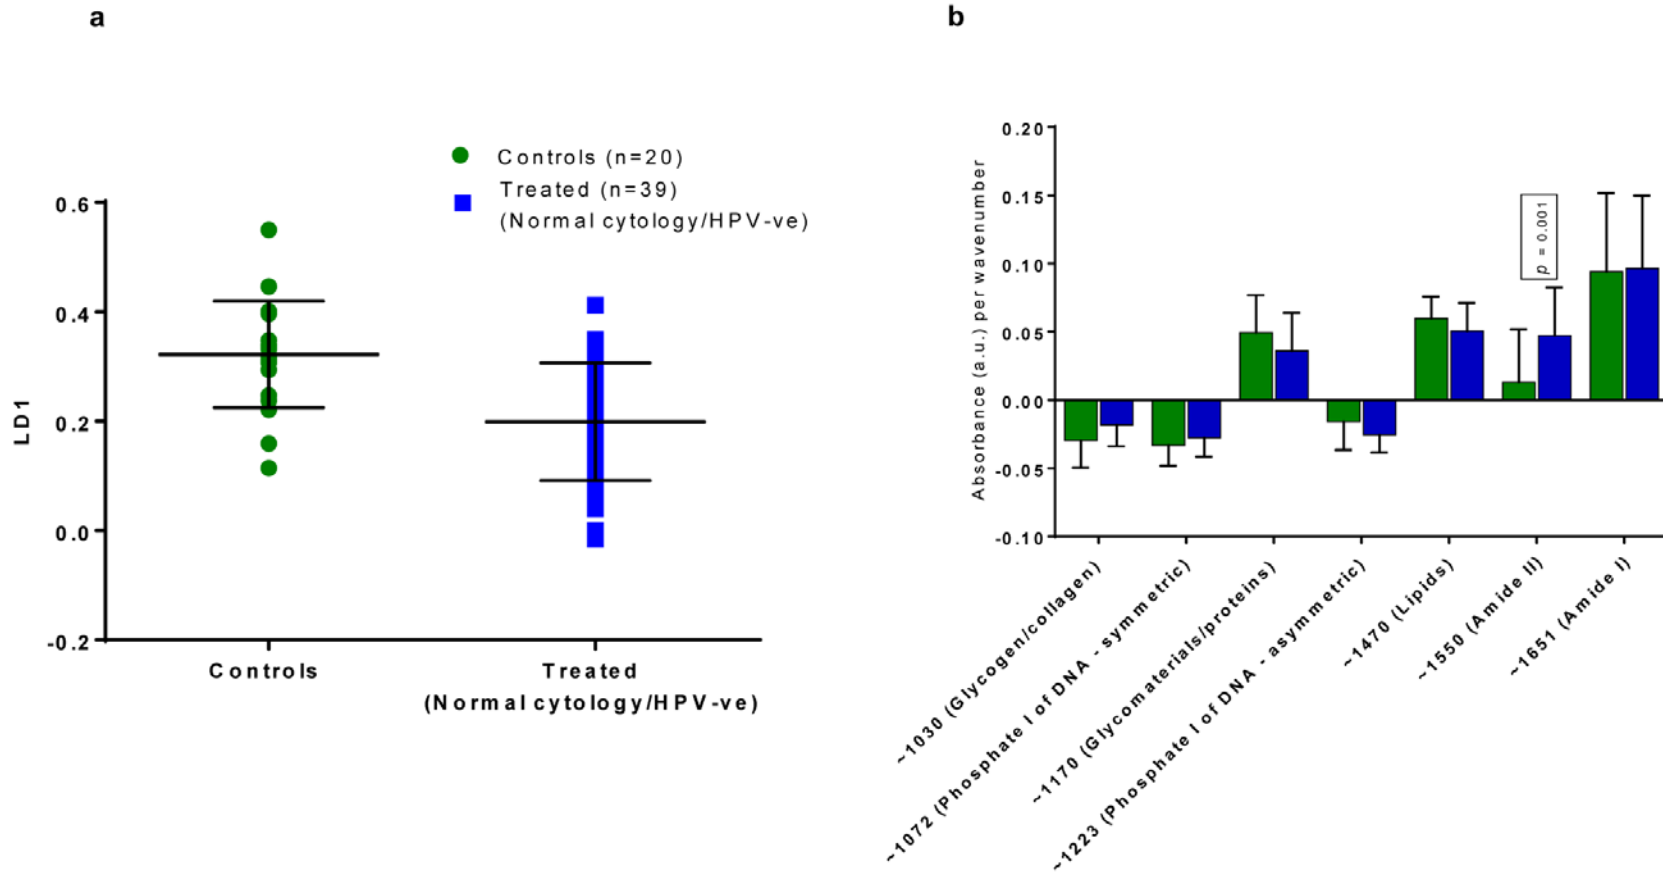 a
Controls (n=20)
Treated (n=39)
(Normal cytology/HPV-ve)
0.6
0.4
0.2
0.0
-0.2
LD1
Controls
Treated
(Normal cytology/HPV-ve)
b
0.20
0.15
0.10
0.05
0.00
-0.05
-0.10
Absorbance (a.u.) per wavenumber
p = 0.001
~1030 (Glycogen/collagen)
~1072 (Phosphate I of DNA - symmetric)
~1170 (Glycomaterials/proteins)
~1223 (Phosphate I of DNA - asymmetric)
~1470 (Lipids)
~1550 (Amide II)
~1651 (Amide I)